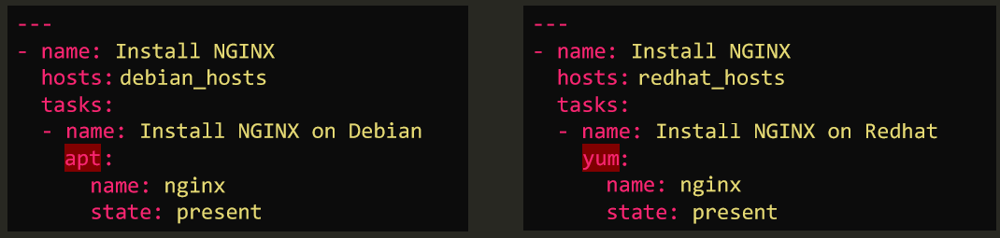 ---
- name: Install NGINX
  hosts: debian_hosts
  tasks:
  - name: Install NGINX on Debian
    apt:
      name: nginx
      state: present
---
- name: Install NGINX
  hosts: redhat_hosts
  tasks:
  - name: Install NGINX on Redhat
    yum:
      name: nginx
      state: present